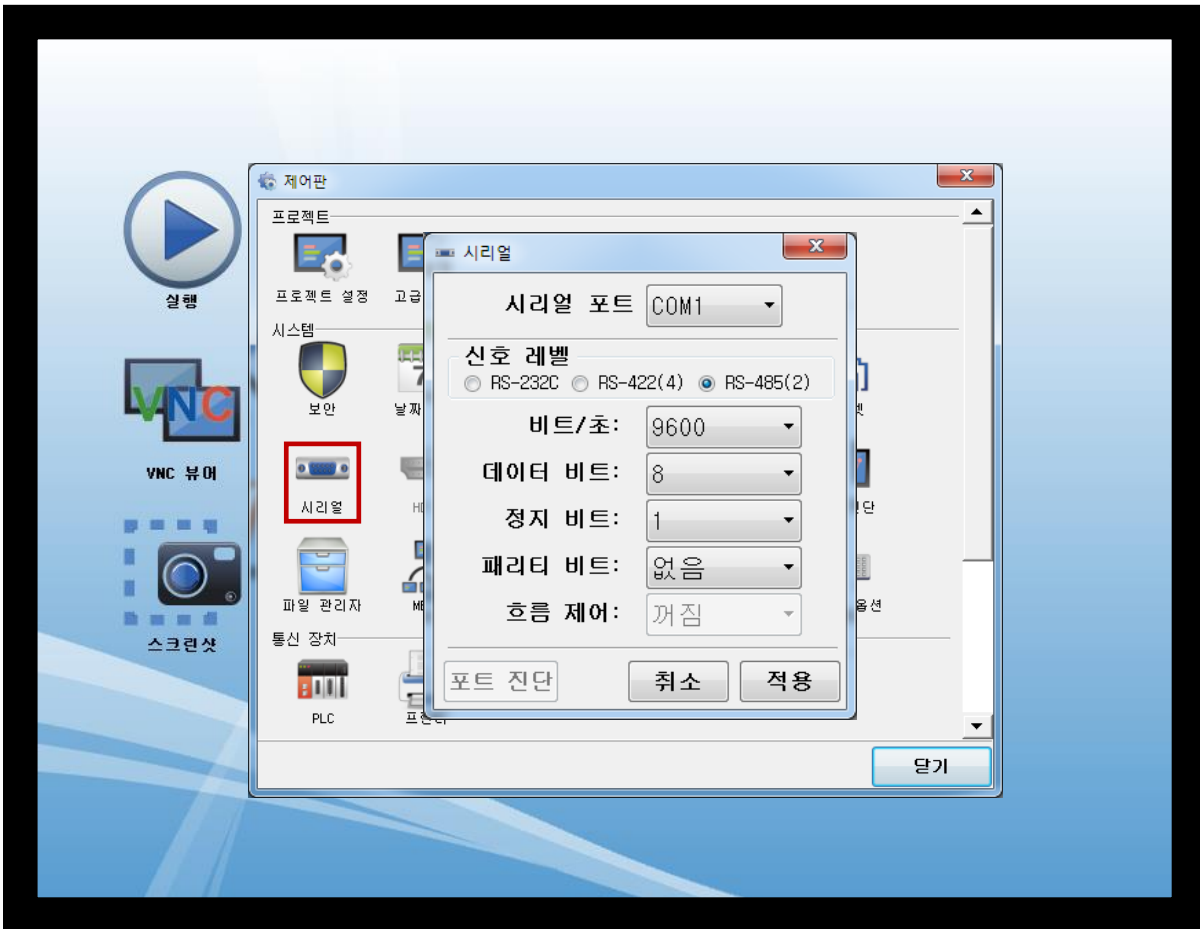 제어판
프로젝트
프로젝트 설정
고급
시스템
보안
날짜
시리얼
파일 관리자
통신 장치
PLC
닫기
실행
VNC
VNC 뷰어
스크린샷
시리얼
시리얼 포트 COM1
신호 레벨
RS-232C RS-422(4) RS-485(2)
비트/초: 9600
데이터 비트: 8
정지 비트: 1
패리티 비트: 없음
흐름 제어: 꺼짐
포트 진단 취소 적용